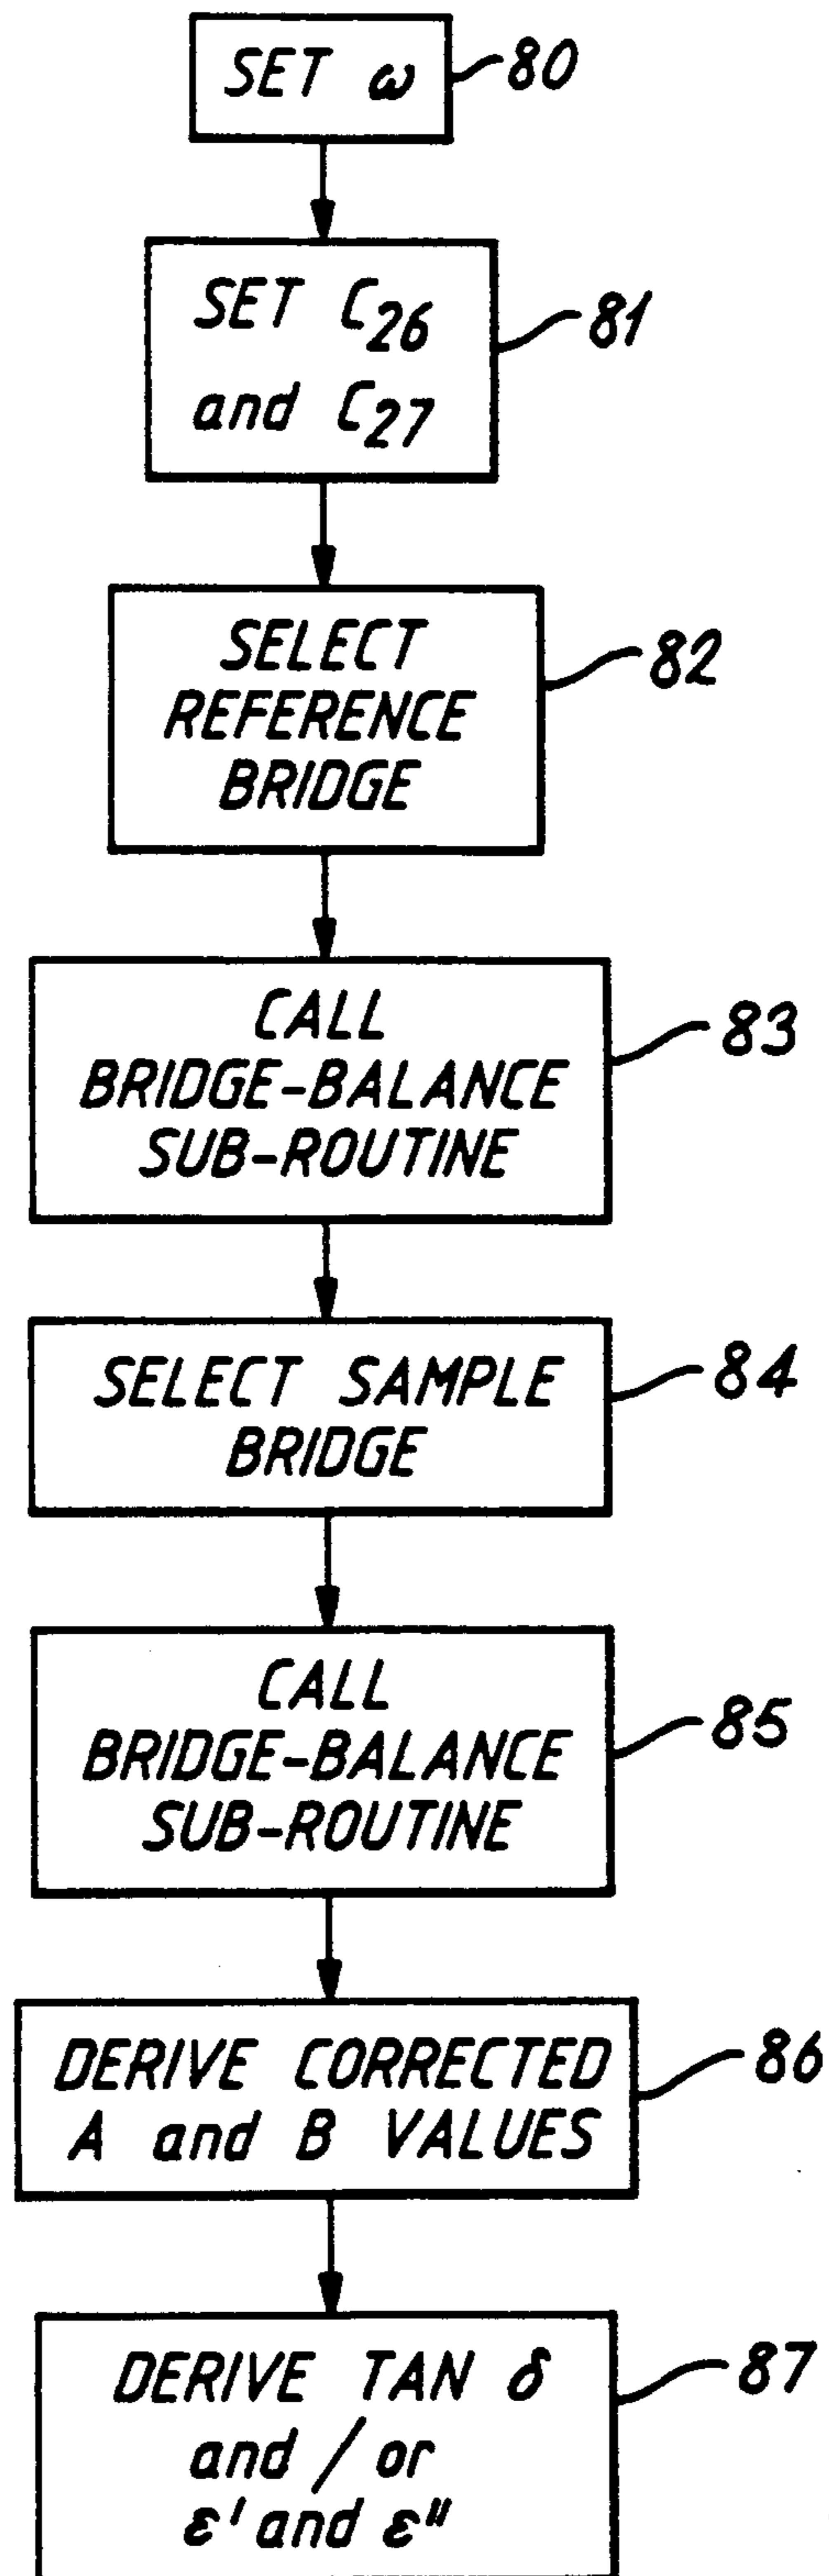 SET ω
80
SET C26
and C27
81
SELECT
REFERENCE
BRIDGE
82
CALL
BRIDGE-BALANCE
SUB-ROUTINE
83
SELECT SAMPLE
BRIDGE
84
CALL
BRIDGE-BALANCE
SUB-ROUTINE
85
DERIVE CORRECTED
A and B VALUES
86
DERIVE TAN δ
and / or
ε' and ε"
87